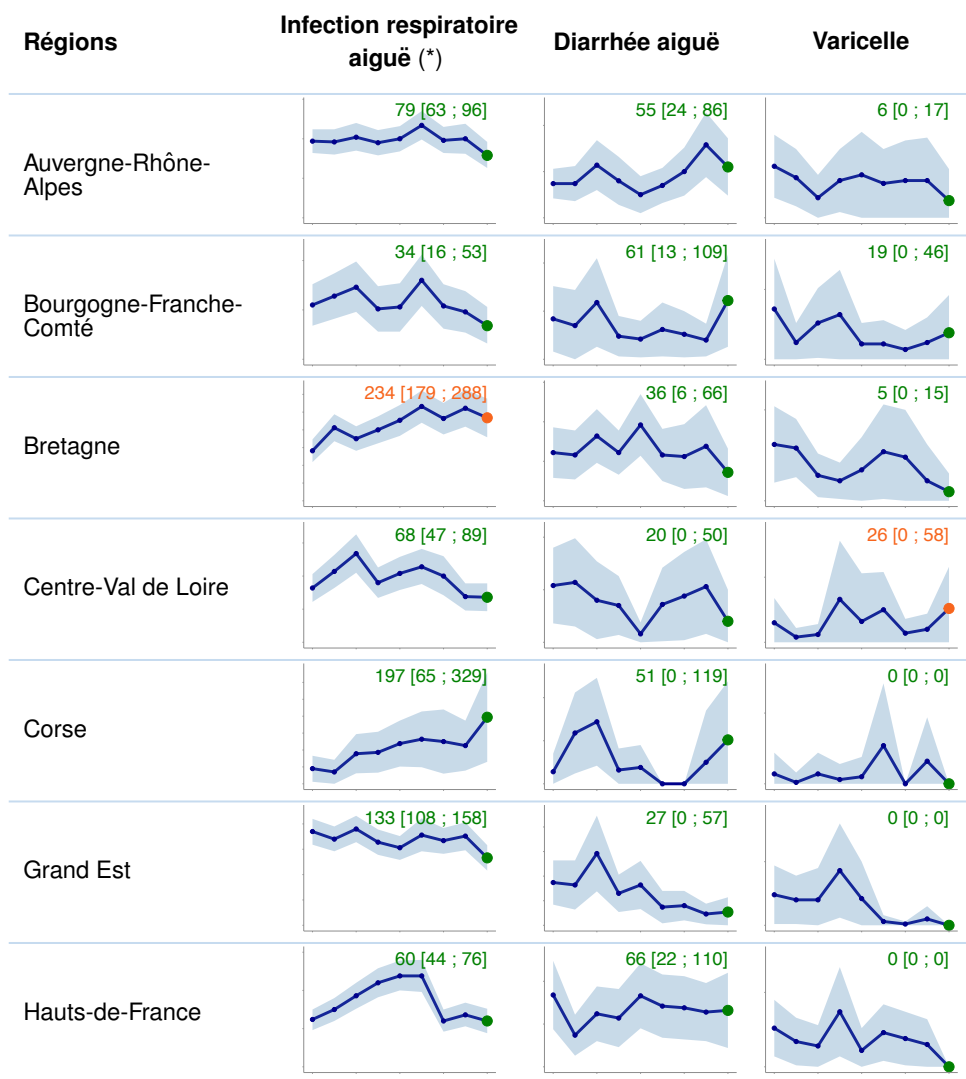 Régions
Infection respiratoire
aiguë (*)
Diarrhée aiguë
Varicelle
Auvergne-Rhône-
Alpes
79 [63 ; 96]
55 [24 ; 86]
6 [0 ; 17]
Bourgogne-Franche-
Comté
34 [16 ; 53]
61 [13 ; 109]
19 [0 ; 46]
Bretagne
234 [179 ; 288]
36 [6 ; 66]
5 [0 ; 15]
Centre-Val de Loire
68 [47 ; 89]
20 [0 ; 50]
26 [0 ; 58]
Corse
197 [65 ; 329]
51 [0 ; 119]
0 [0 ; 0]
Grand Est
133 [108 ; 158]
27 [0 ; 57]
0 [0 ; 0]
Hauts-de-France
60 [44 ; 76]
66 [22 ; 110]
0 [0 ; 0]